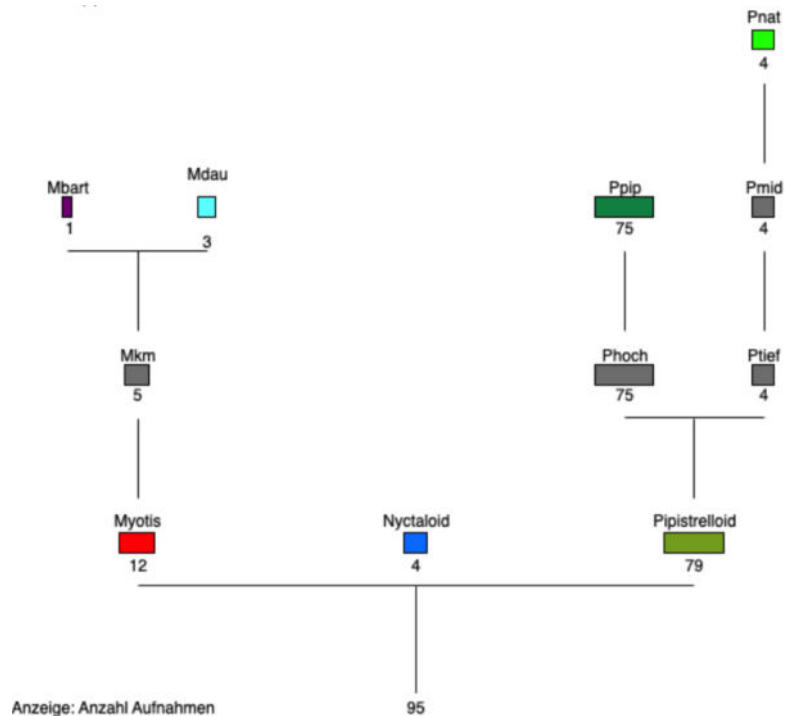 Pnat
4
Mbart
Mdau
Ppip
Pmid
1
3
75
4
Mkm
Phoch
Ptief
5
75
4
Myotis
Nyctaloid
Pipistrelloid
12
4
79
Anzeige: Anzahl Aufnahmen
95